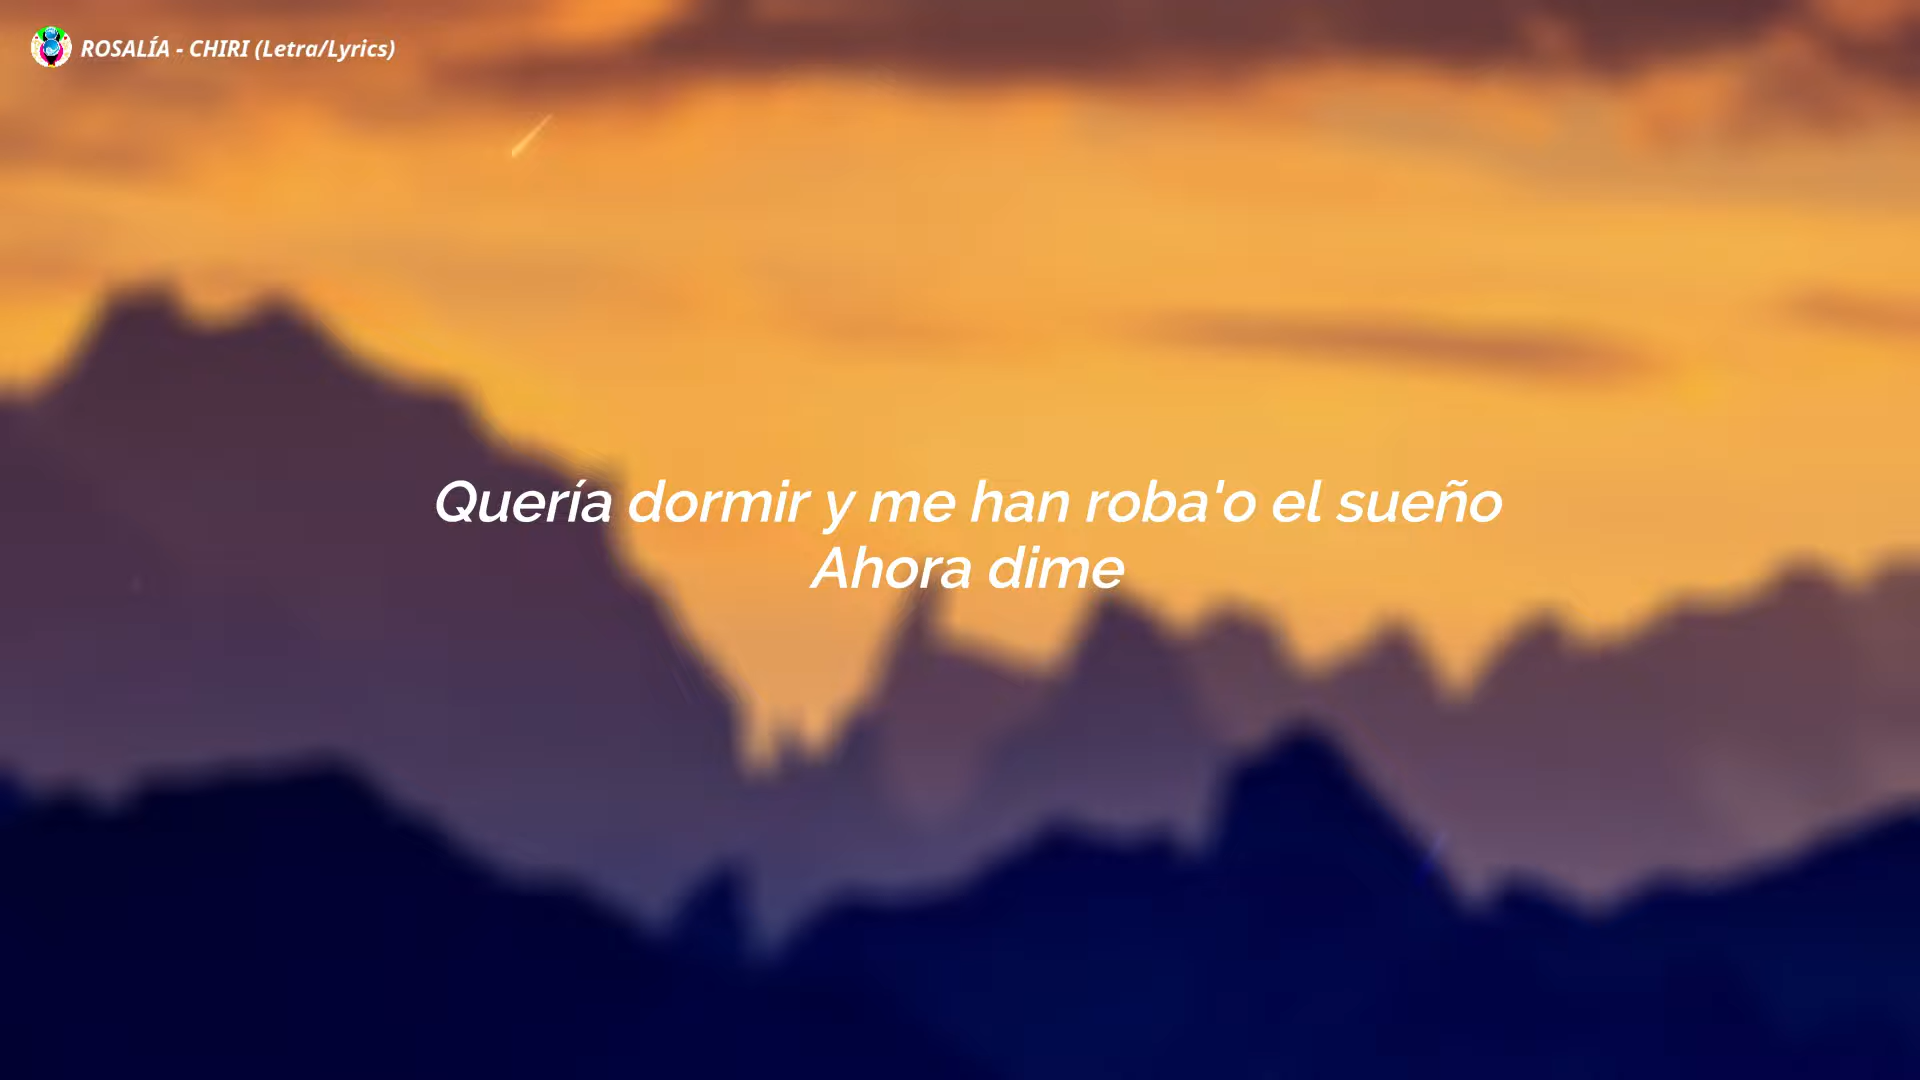 ROSALÍA - CHIRI (Letra/Lyrics)
Quería dormir y me han roba'o el sueño
Ahora dime